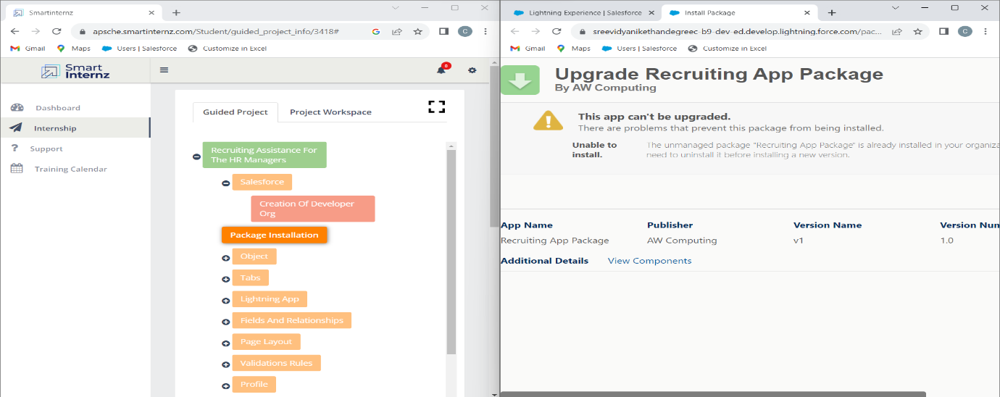 Smartinternz
apsche.smartinternz.com/Student/guided_project_info/3418#
C
Gmail
Maps
Users | Salesforce
Customize in Excel
Smart
Internz
0
Dashboard
Internship
Support
Training Calendar
Guided Project
Project Workspace
Recruiting Assistance For
The HR Managers
Salesforce
Creation Of Developer
Org
Package Installation
Object
Tabs
Lightning App
Fields And Relationships
Page Layout
Validations Rules
Profile
Lightning Experience | Salesforce
Install Package
sreevidyanikethandegreec-b9-dev-ed.develop.lightning.force.com/pac...
C
Gmail
Maps
Users | Salesforce
Customize in Excel
Upgrade Recruiting App Package
By AW Computing
This app can't be upgraded.
There are problems that prevent this package from being installed.
Unable to install. The unmanaged package "Recruiting App Package" is already installed in your organiza
need to uninstall it before installing a new version.
App Name Publisher Version Name Version Num
Recruiting App Package AW Computing v1 1.0
Additional Details View Components